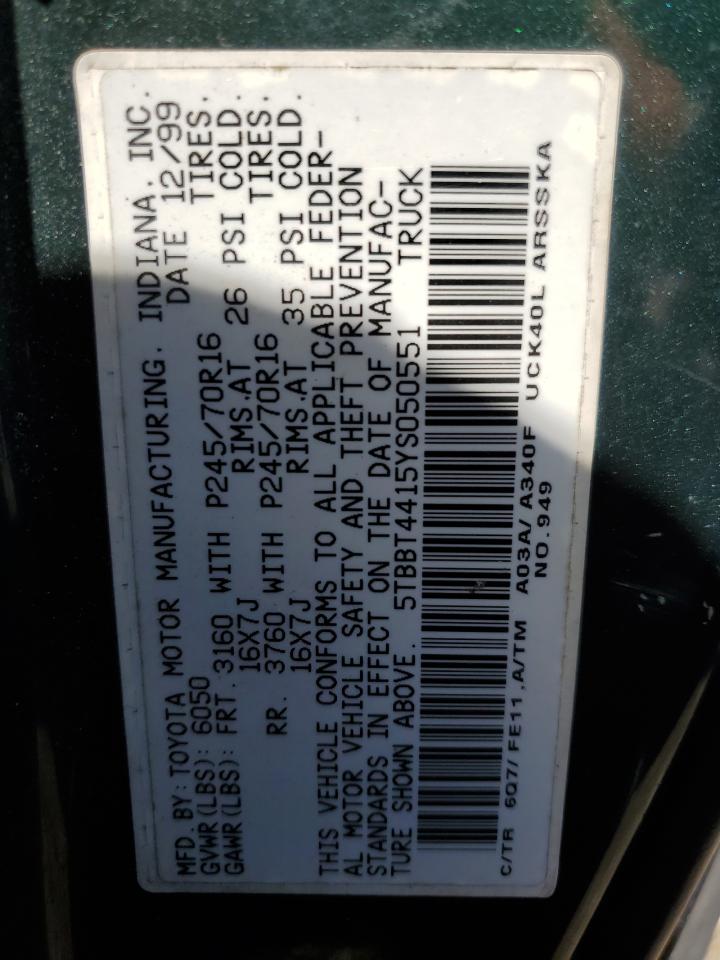 MFD. BY: TOYOTA MOTOR MANUFACTURING. INDIANA. INC.
GVWR(LBS): 6050 DATE 12/99
GAWR(LBS): FRT. 3160 WITH P245/70R16 TIRES.
16X7J RIMS.AT 26 PSI COLD.
RR. 3760 WITH P245/70R16 TIRES.
16X7J RIMS.AT 35 PSI COLD.
THIS VEHICLE CONFORMS TO ALL APPLICABLE FEDER-
AL MOTOR VEHICLE SAFETY AND THEFT PREVENTION
STANDARDS IN EFFECT ON THE DATE OF MANUFAC-
TURE SHOWN ABOVE. 5TBBT4415YS050551 TRUCK
C/TR 6Q7/FE11,A/TM A03A/A340F UCK40L ARSSKA
NO.949